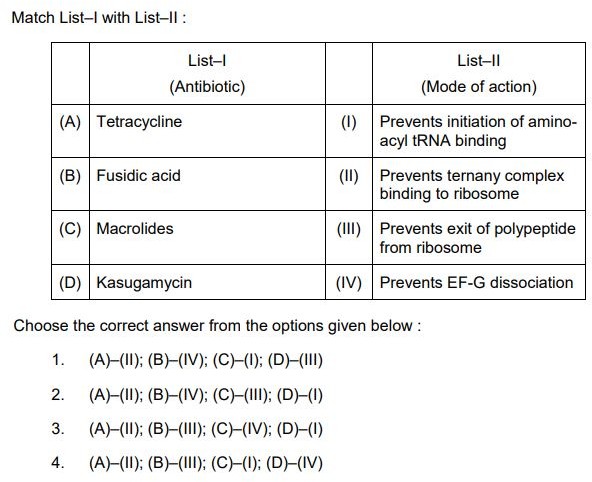 Match List–I with List–II :
List–I
(Antibiotic)
List–II
(Mode of action)
(A) Tetracycline
(I) Prevents initiation of amino-
acyl tRNA binding
(B) Fusidic acid
(II) Prevents ternany complex
binding to ribosome
(C) Macrolides
(III) Prevents exit of polypeptide
from ribosome
(D) Kasugamycin
(IV) Prevents EF-G dissociation
Choose the correct answer from the options given below :
1. (A)–(II); (B)–(IV); (C)–(I); (D)–(III)
2. (A)–(II); (B)–(IV); (C)–(III); (D)–(I)
3. (A)–(II); (B)–(III); (C)–(IV); (D)–(I)
4. (A)–(II); (B)–(III); (C)–(I); (D)–(IV)